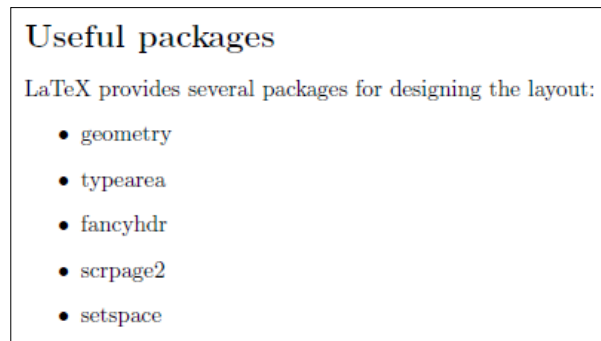 Useful packages
LaTeX provides several packages for designing the layout:
• geometry
• typearea
• fancyhdr
• scrpage2
• setspace